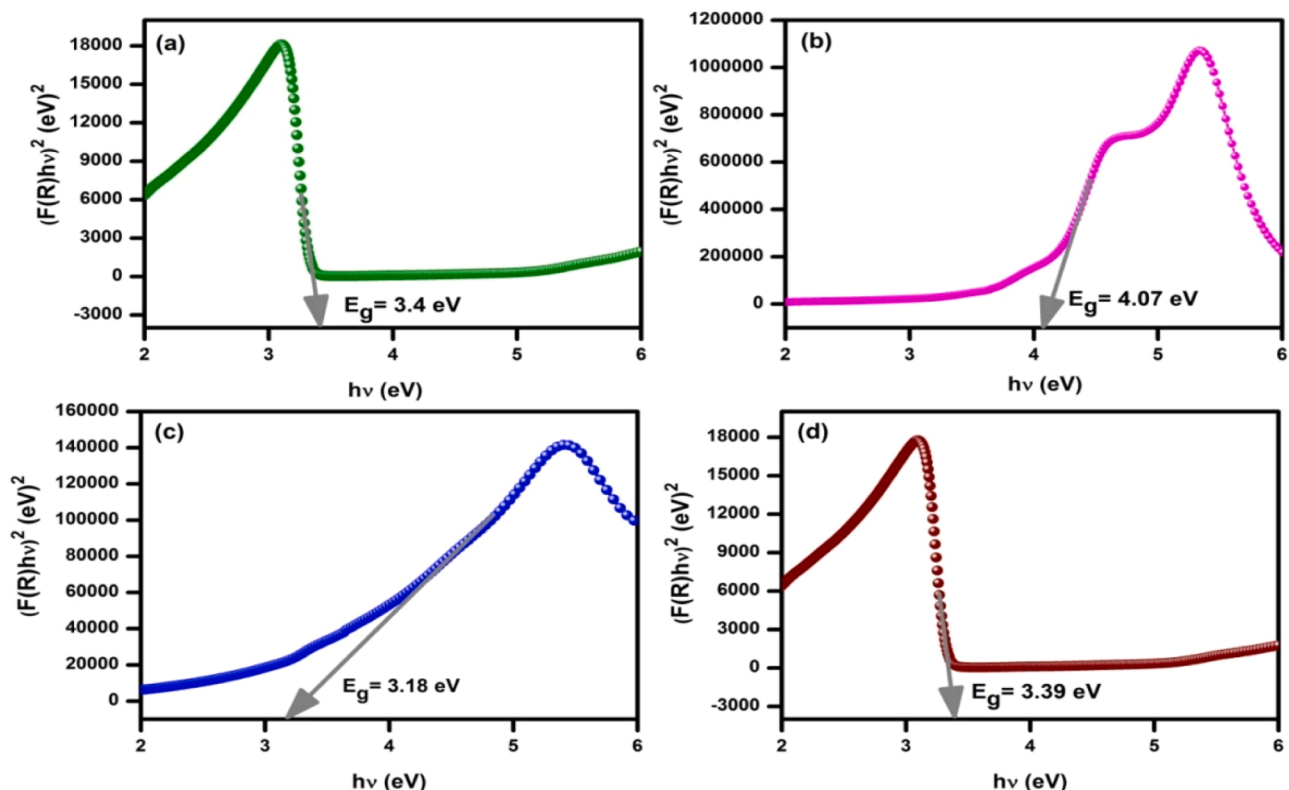 (a)
(F(R)hν)² (eV)²
18000
15000
12000
9000
6000
3000
0
-3000
E_g= 3.4 eV
2 3 4 5 6
hν (eV)
(b)
(F(R)hν)² (eV)²
1200000
1000000
800000
600000
400000
200000
0
E_g= 4.07 eV
2 3 4 5 6
hν (eV)
(c)
(F(R)hν)² (eV)²
160000
140000
120000
100000
80000
60000
40000
20000
0
E_g= 3.18 eV
2 3 4 5 6
hν (eV)
(d)
(F(R)hν)² (eV)²
18000
15000
12000
9000
6000
3000
0
-3000
E_g= 3.39 eV
2 3 4 5 6
hν (eV)